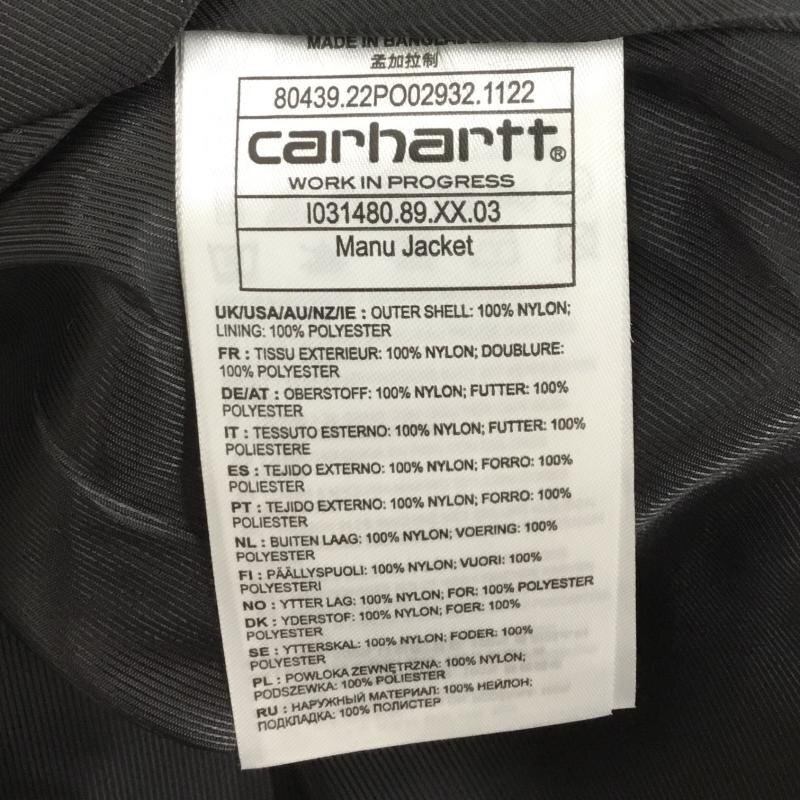 MADE IN
孟加拉制
80439.22PO02932.1122
carhartt®
WORK IN PROGRESS
I031480.89.XX.03
Manu Jacket
UK/USA/AU/NZ/IE : OUTER SHELL: 100% NYLON;
LINING: 100% POLYESTER
FR : TISSU EXTERIEUR: 100% NYLON; DOUBLURE:
100% POLYESTER
DE/AT : OBERSTOFF: 100% NYLON; FUTTER: 100%
POLYESTER
IT : TESSUTO ESTERNO: 100% NYLON; FUTTER: 100%
POLIESTERE
ES : TEJIDO EXTERNO: 100% NYLON; FORRO: 100%
POLYESTER
PT : TEJIDO EXTERNO: 100% NYLON; FORRO: 100%
POLIESTER
NL : BUITEN LAAG: 100% NYLON; VOERING: 100%
POLYESTER
FI : PÄÄLLYSPUOLI: 100% NYLON; VUORI: 100%
POLYESTERI
NO : YTTER LAG: 100% NYLON; FOR: 100% POLYESTER
DK : YDERSTOF: 100% NYLON; FOER: 100%
POLYESTER
SE : YTTERSKAL: 100% NYLON; FODER: 100%
POLYESTER
PL : POWLOKA ZEWNĘTRZNA: 100% NYLON;
PODSZEWKA: 100% POLIESTER
RU : НАРУЖНЫЙ МАТЕРИАЛ: 100% НЕЙЛОН;
ПОДКЛАДКА: 100% ПОЛИСТЕР